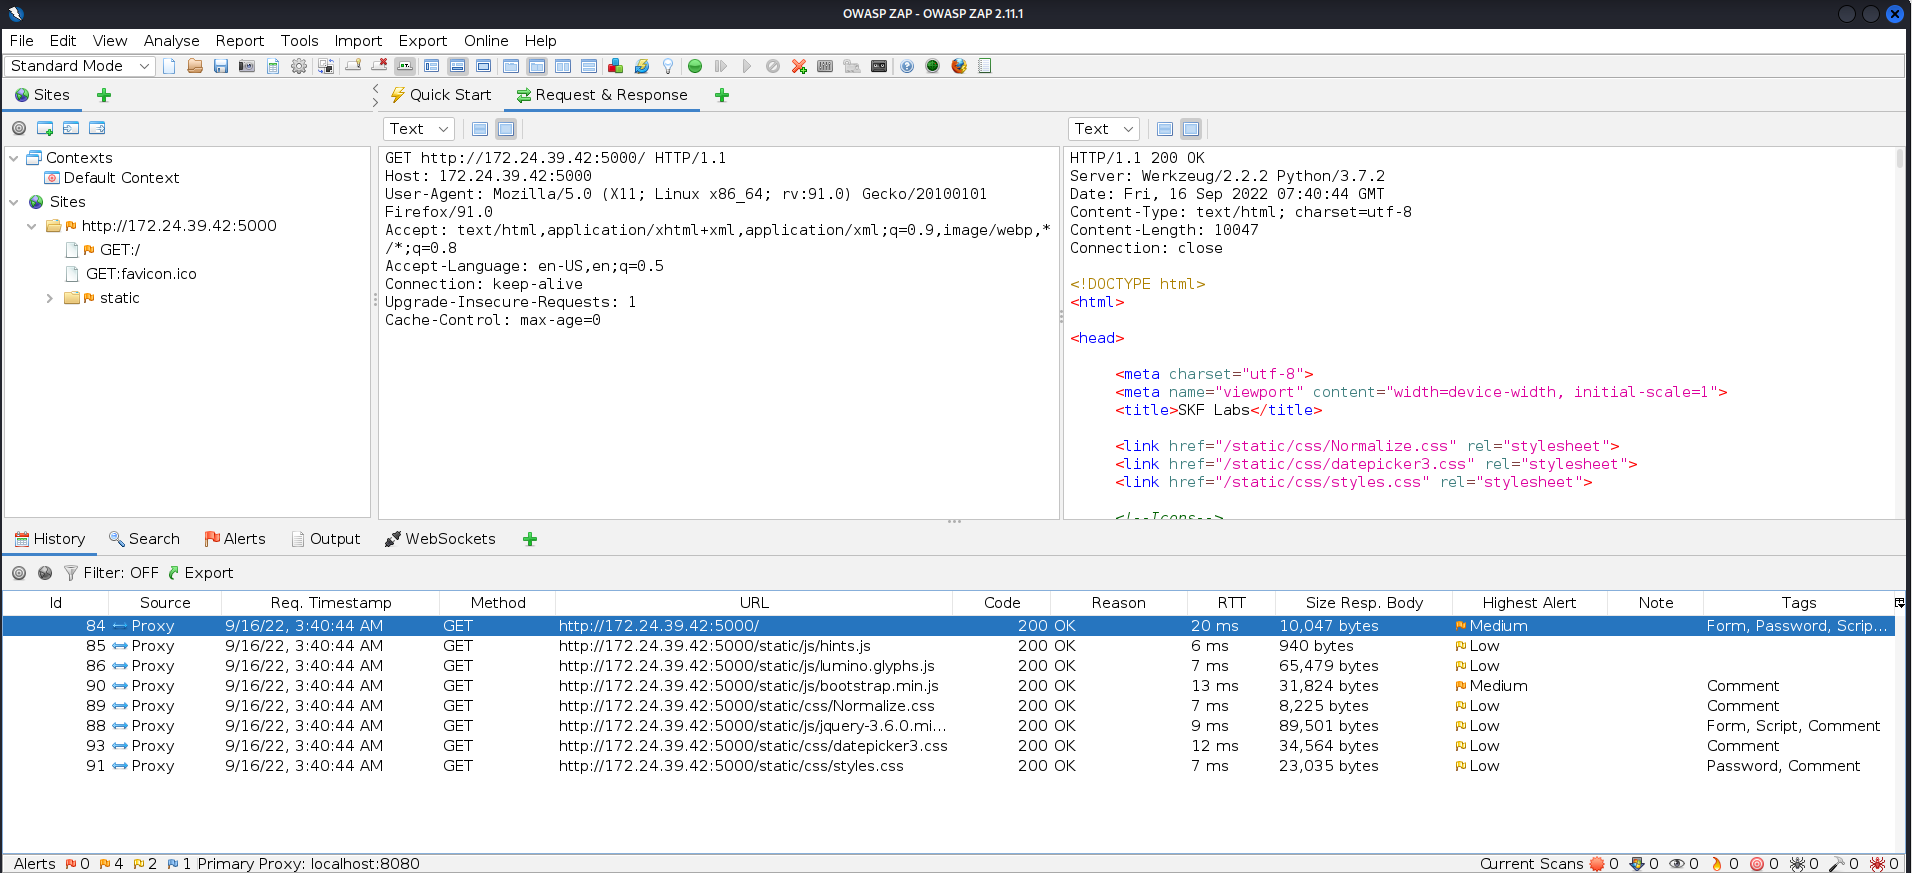 OWASP ZAP - OWASP ZAP 2.11.1
File Edit View Analyse Report Tools Import Export Online Help
Standard Mode
Sites
Quick Start Request & Response
Text
Text
Contexts
Default Context
Sites
http://172.24.39.42:5000
GET:/
GET:favicon.ico
static
GET http://172.24.39.42:5000/ HTTP/1.1
Host: 172.24.39.42:5000
User-Agent: Mozilla/5.0 (X11; Linux x86_64; rv:91.0) Gecko/20100101
Firefox/91.0
Accept: text/html,application/xhtml+xml,application/xml;q=0.9,image/webp,*
/*;q=0.8
Accept-Language: en-US,en;q=0.5
Connection: keep-alive
Upgrade-Insecure-Requests: 1
Cache-Control: max-age=0
HTTP/1.1 200 OK
Server: Werkzeug/2.2.2 Python/3.7.2
Date: Fri, 16 Sep 2022 07:40:44 GMT
Content-Type: text/html; charset=utf-8
Content-Length: 10047
Connection: close
<!DOCTYPE html>
<html>
<head>
<meta charset="utf-8">
<meta name="viewport" content="width=device-width, initial-scale=1">
<title>SKF Labs</title>
<link href="/static/css/Normalize.css" rel="stylesheet">
<link href="/static/css/datepicker3.css" rel="stylesheet">
<link href="/static/css/styles.css" rel="stylesheet">
<!--Icons-->
History Search Alerts Output WebSockets
Filter: OFF Export
Id Source Req. Timestamp Method URL Code Reason RTT Size Resp. Body Highest Alert Note Tags
84 Proxy 9/16/22, 3:40:44 AM GET http://172.24.39.42:5000/ 200 OK 20 ms 10,047 bytes Medium Form, Password, Scrip...
85 Proxy 9/16/22, 3:40:44 AM GET http://172.24.39.42:5000/static/js/hints.js 200 OK 6 ms 940 bytes Low
86 Proxy 9/16/22, 3:40:44 AM GET http://172.24.39.42:5000/static/js/lumino.glyphs.js 200 OK 7 ms 65,479 bytes Low
90 Proxy 9/16/22, 3:40:44 AM GET http://172.24.39.42:5000/static/js/bootstrap.min.js 200 OK 13 ms 31,824 bytes Medium Comment
89 Proxy 9/16/22, 3:40:44 AM GET http://172.24.39.42:5000/static/css/Normalize.css 200 OK 7 ms 8,225 bytes Low Comment
88 Proxy 9/16/22, 3:40:44 AM GET http://172.24.39.42:5000/static/js/jquery-3.6.0.mi... 200 OK 9 ms 89,501 bytes Low Form, Script, Comment
93 Proxy 9/16/22, 3:40:44 AM GET http://172.24.39.42:5000/static/css/datepicker3.css 200 OK 12 ms 34,564 bytes Low Comment
91 Proxy 9/16/22, 3:40:44 AM GET http://172.24.39.42:5000/static/css/styles.css 200 OK 7 ms 23,035 bytes Low Password, Comment
Alerts 0 4 2 1 Primary Proxy: localhost:8080 Current Scans 0 0 0 0 0 0 0 0